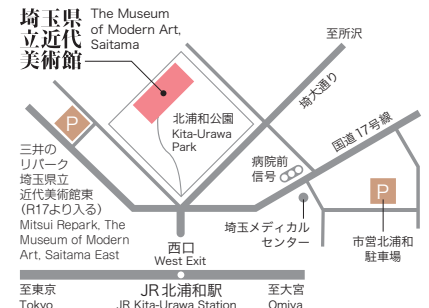 埼玉県
立近代
美術館
The Museum
of Modern Art,
Saitama
至所沢
埼大通り
国道17号線
P
北浦和公園
Kita-Urawa
Park
病院前
信号
三井の
リパーク
埼玉県立
近代美術館東
(R17より入る)
Mitsui Repark, The
Museum of Modern
Art, Saitama East
P
埼玉メディカル
センター
市営北浦和
駐車場
西口
West Exit
至東京
Tokyo
JR北浦和駅
JR Kita-Urawa Station
至大宮
Omiya